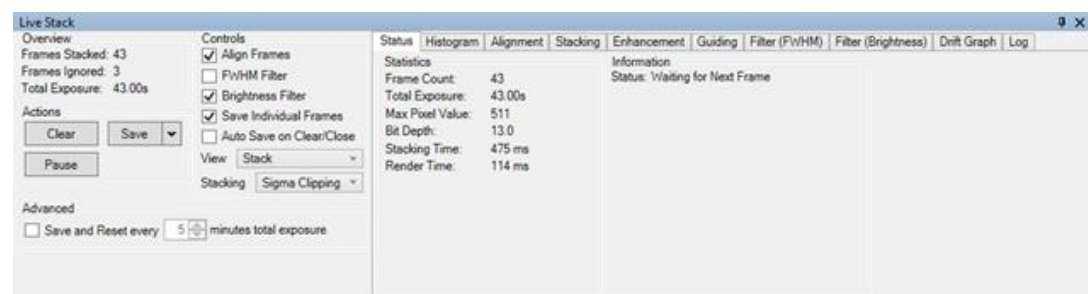 Live Stack
Overview
Frames Stacked: 43
Frames Ignored: 3
Total Exposure: 43.00s
Actions
Clear
Save
Pause
Controls
Align Frames
FWHM Filter
Brightness Filter
Save Individual Frames
Auto Save on Clear/Close
View Stack
Stacking Sigma Clipping
Advanced
Save and Reset every 5 minutes total exposure
Status Histogram Alignment Stacking Enhancement Guiding Filter (FWHM) Filter (Brightness) Drift Graph Log
Statistics
Frame Count: 43
Total Exposure: 43.00s
Max Pixel Value: 511
Bit Depth: 13.0
Stacking Time: 475 ms
Render Time: 114 ms
Information
Status: Waiting for Next Frame